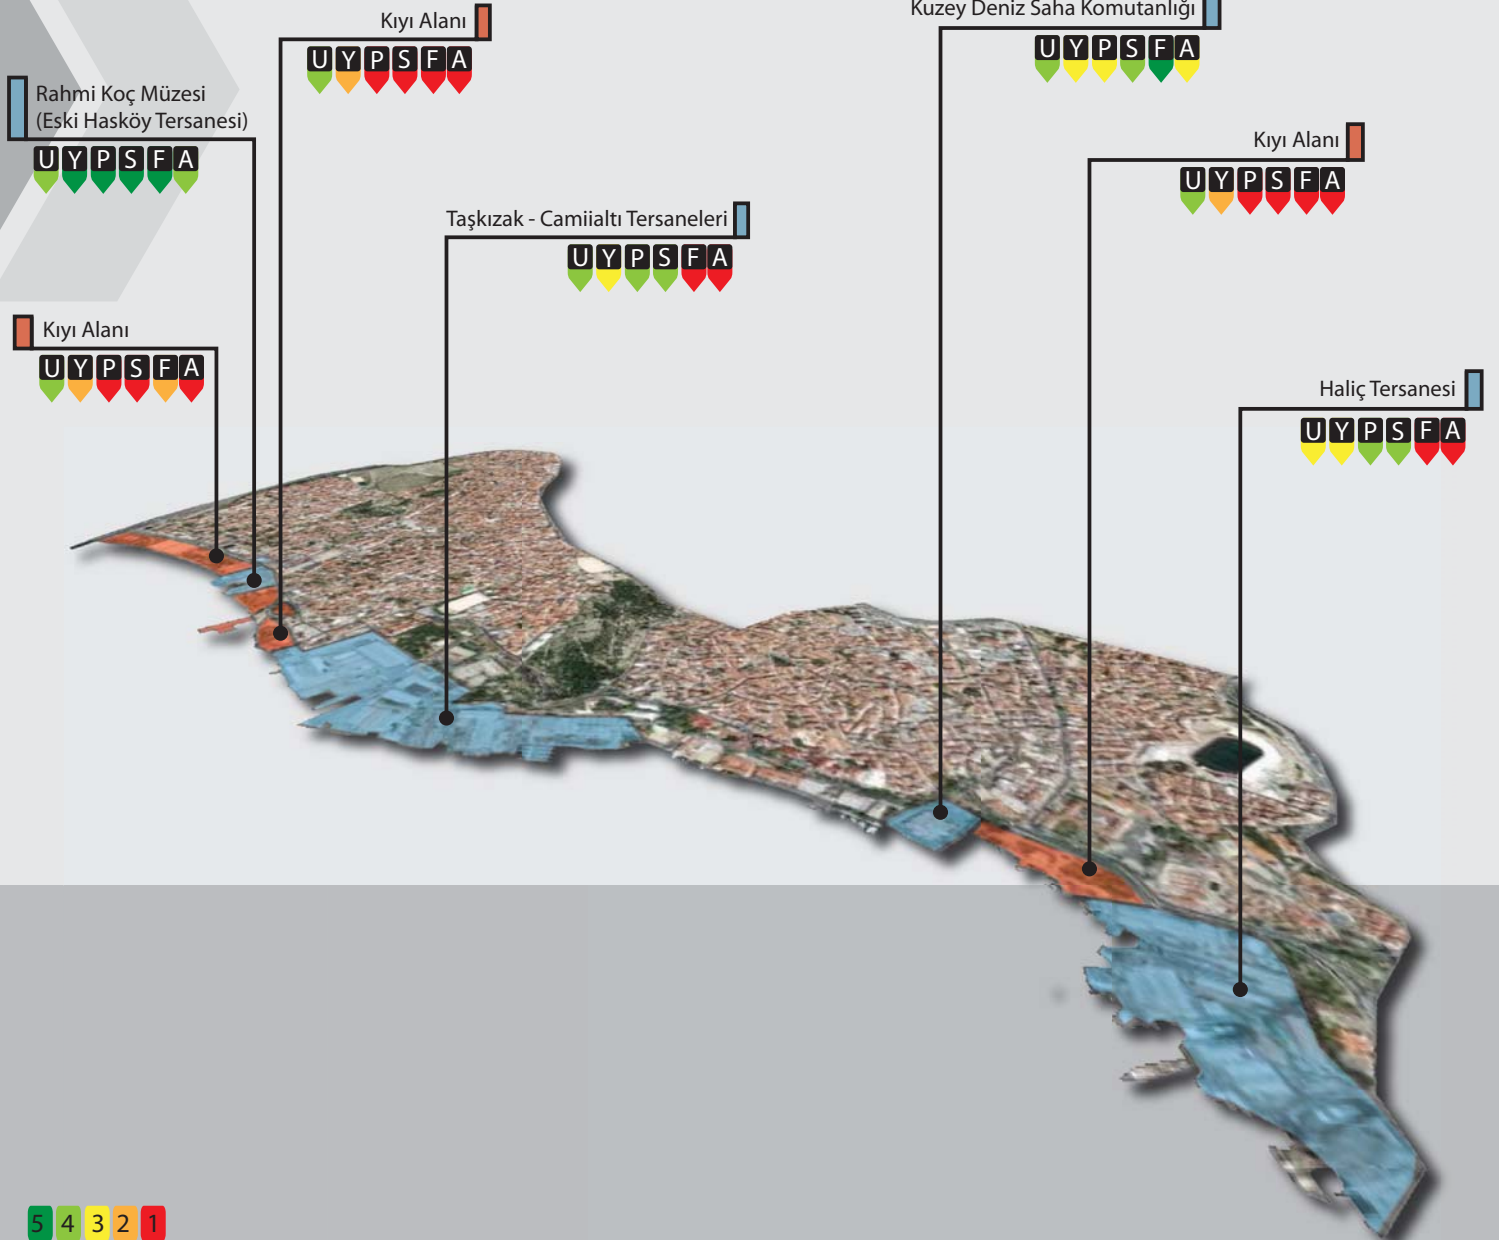 Kıyı Alanı
U Y P S F A
Kuzey Deniz Saha Komutanlığı
U Y P S F A
Rahmi Koç Müzesi
(Eski Hasköy Tersanesi)
U Y P S F A
Kıyı Alanı
U Y P S F A
Taşkızak - Camiialtı Tersaneleri
U Y P S F A
Kıyı Alanı
U Y P S F A
Haliç Tersanesi
U Y P S F A
5 4 3 2 1